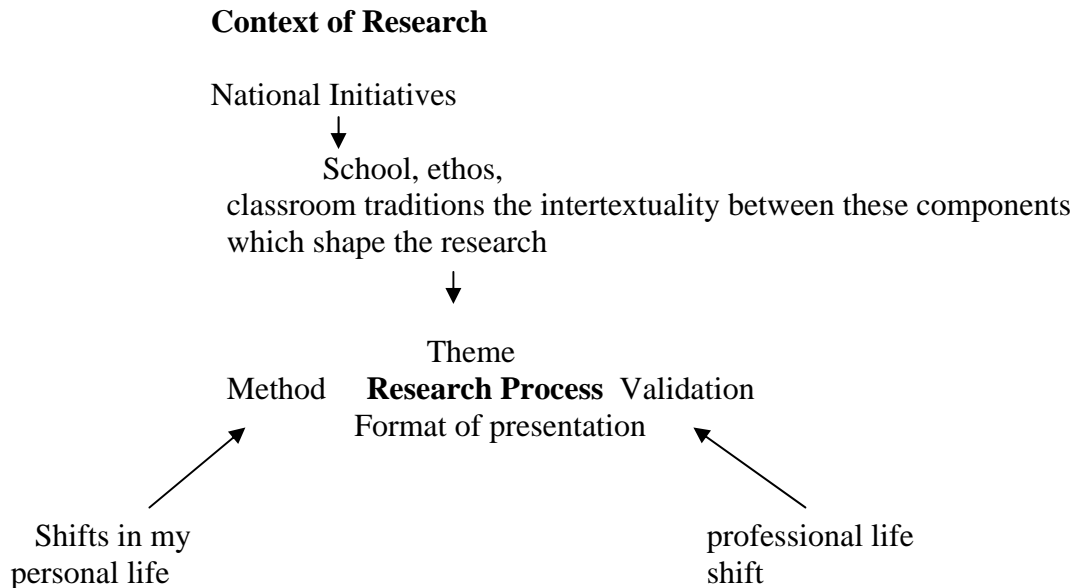 Context of Research
National Initiatives
School, ethos,
classroom traditions the intertextuality between these components
which shape the research
Theme
Method Research Process Validation
Format of presentation
Shifts in my
personal life
professional life
shift